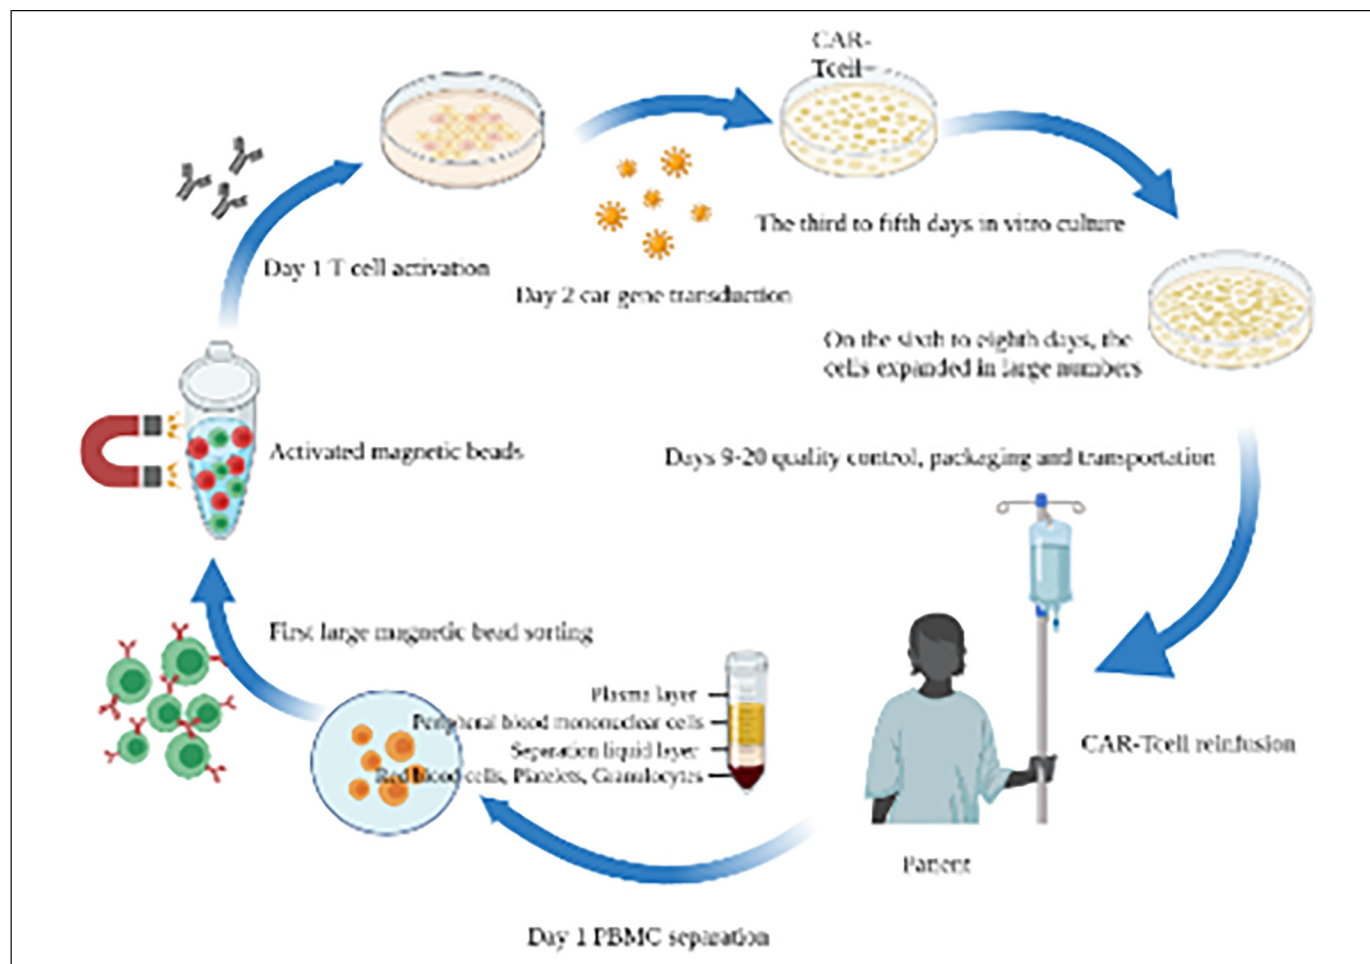 CAR-
Tcell
The third to fifth days in vitro culture
Day 1 T cell activation
Day 2 car gene transduction
On the sixth to eighth days, the
cells expanded in large numbers
Activated magnetic beads
Days 9-20 quality control, packaging and transportation
First large magnetic bead sorting
Plasma layer
Peripheral blood mononuclear cells
Separation liquid layer
Red blood cells, Platelets, Granulocytes
CAR-Tcell reinfusion
Patient
Day 1 PBMC separation